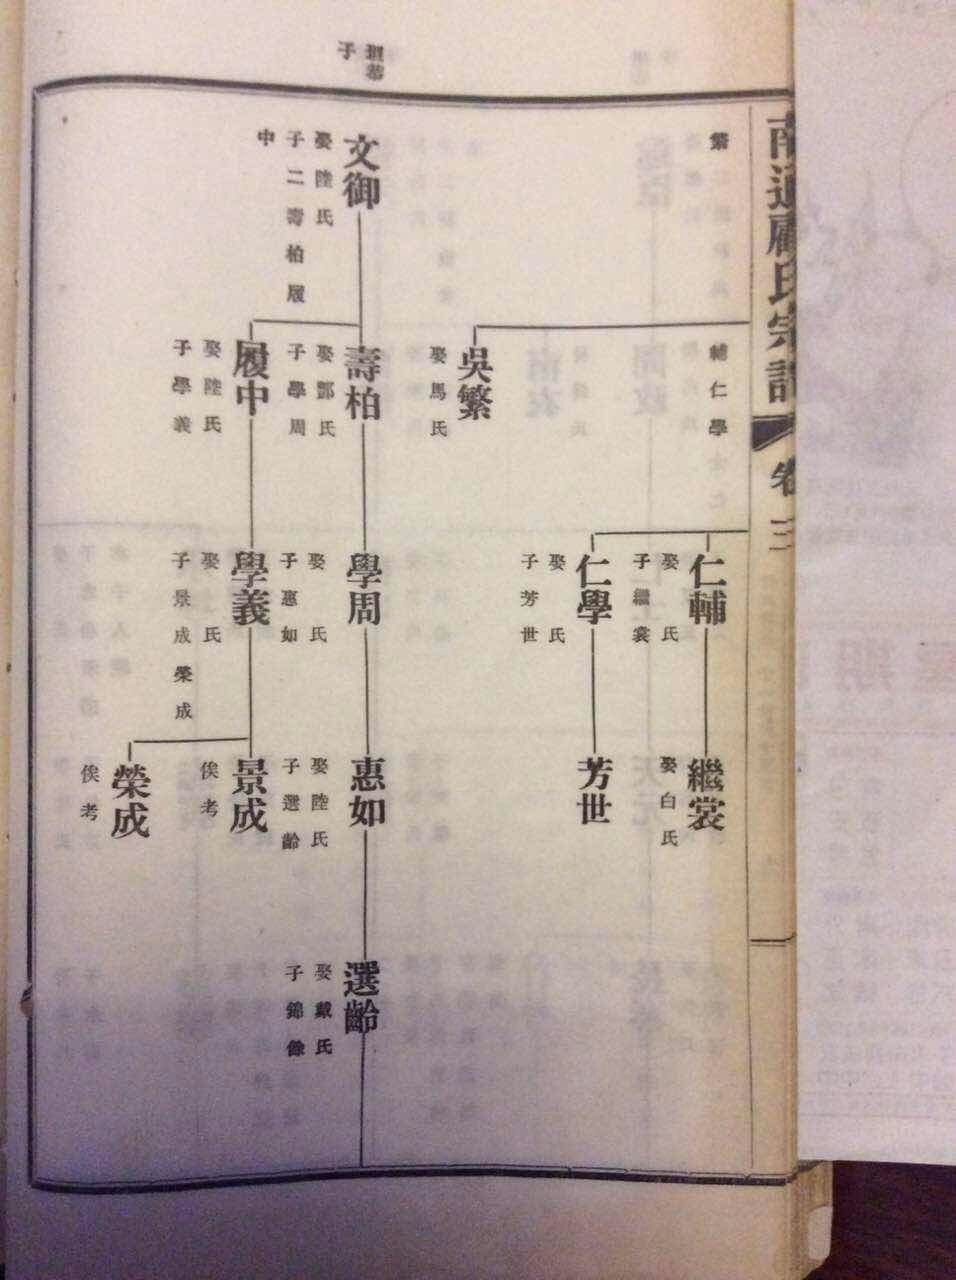 南通顧氏宗譜
卷三
繁
輔仁學
仁輔
娶 氏
子繼裳
繼裳
娶白氏
仁學
娶 氏
子芳世
芳世
吳繁
娶馬氏
子
文御
娶陸氏
子二壽柏履
中
壽柏
娶鄧氏
子學周
學周
娶 氏
子惠如
惠如
娶陸氏
子選齡
選齡
娶戴氏
子錦餘
履中
娶陸氏
子學義
學義
娶 氏
子景成榮成
景成
俟考
榮成
俟考
期